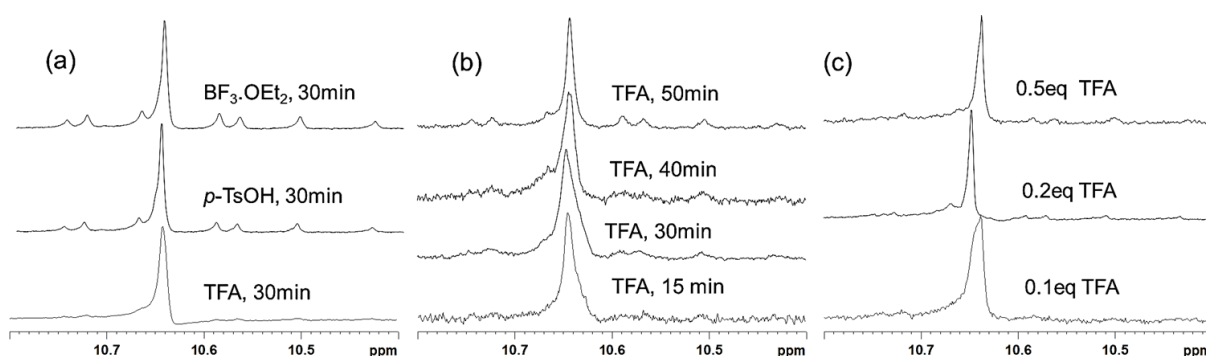 (a)
BF₃.OEt₂, 30min
p-TsOH, 30min
TFA, 30min
10.7 10.6 10.5 ppm
(b)
TFA, 50min
TFA, 40min
TFA, 30min
TFA, 15 min
10.7 10.6 10.5 ppm
(c)
0.5eq TFA
0.2eq TFA
0.1eq TFA
10.7 10.6 10.5 ppm